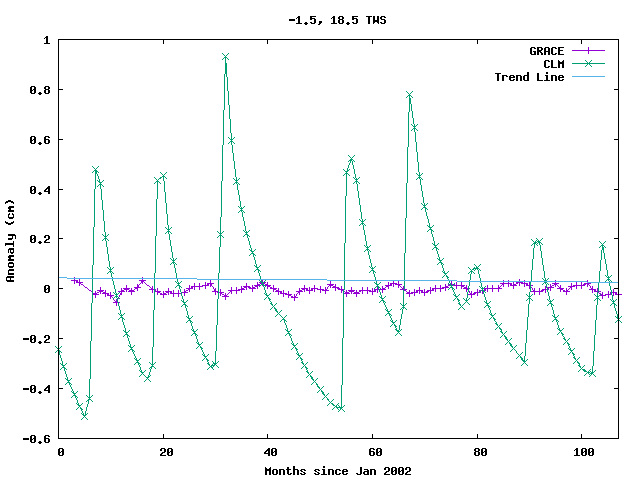 -1.5, 18.5 TWS
GRACE
CLM
Trend Line
1
0.8
0.6
0.4
0.2
0
-0.2
-0.4
-0.6
Anomaly (cm)
0 20 40 60 80 100
Months since Jan 2002